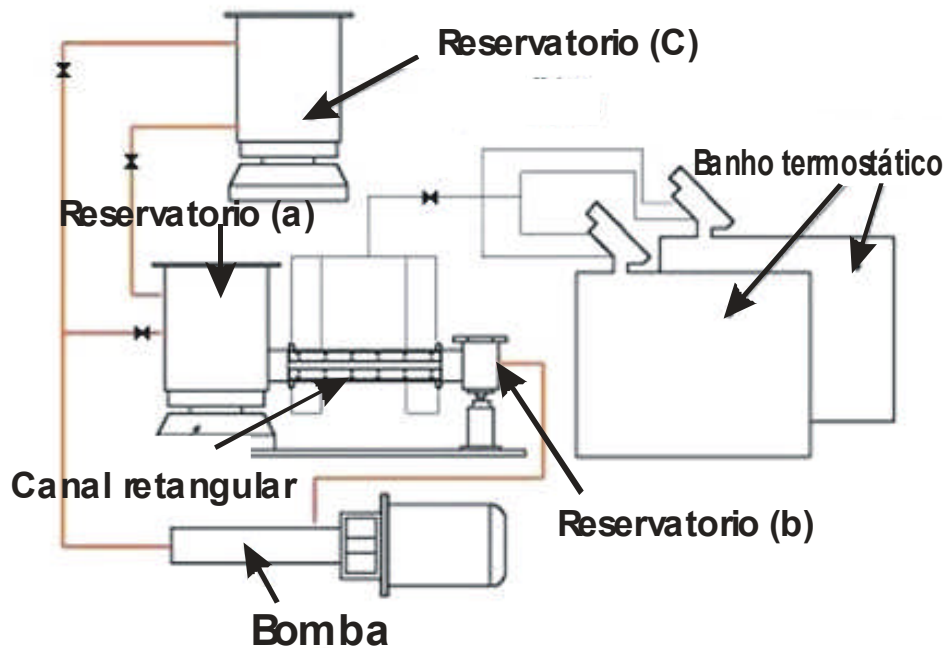 Reservatorio (C)
Banho termostático
Reservatorio (a)
Canal retangular
Reservatorio (b)
Bomba